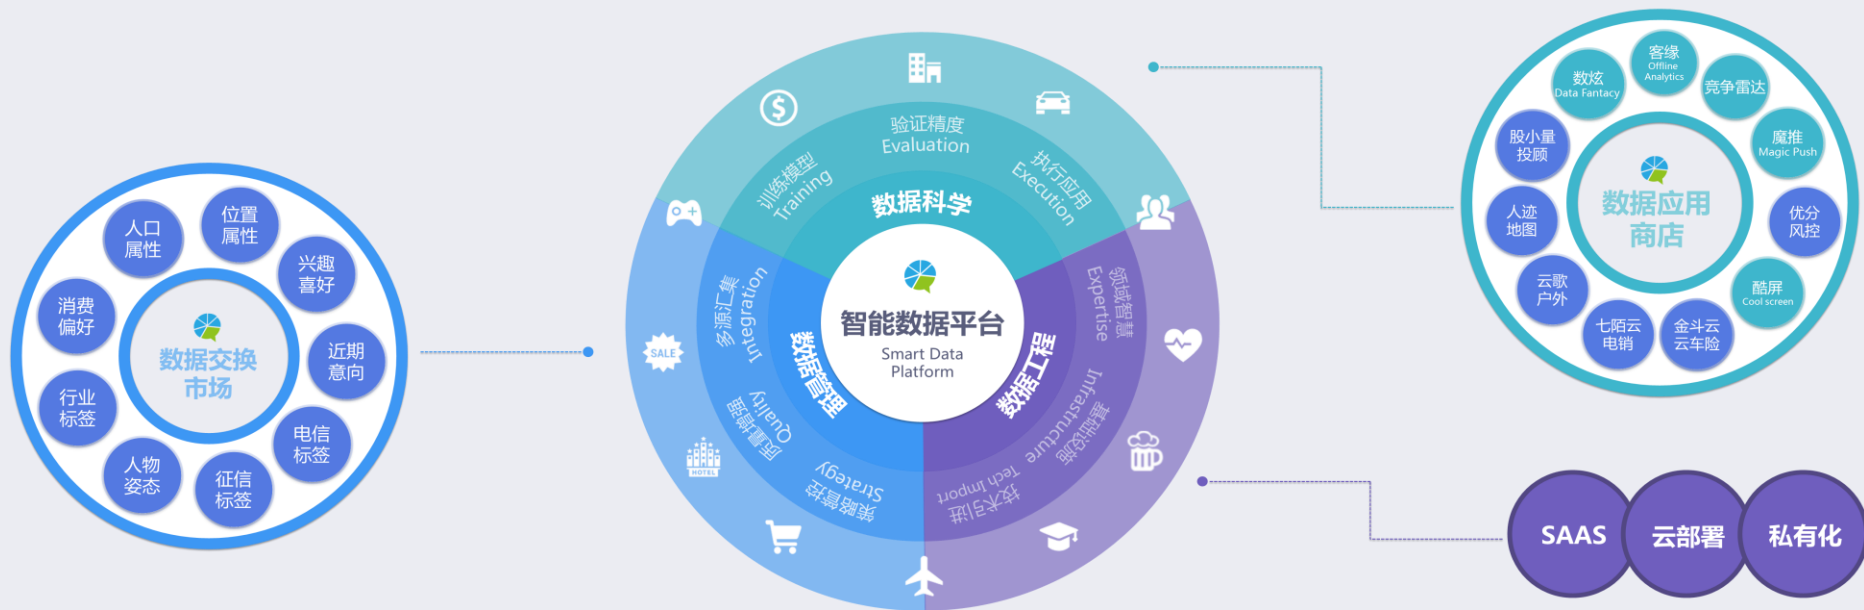 人口
属性
位置
属性
兴趣
喜好
近期
意向
电信
标签
征信
标签
人物
姿态
行业
标签
消费
偏好
数据交换
市场
智能数据平台
Smart Data
Platform
数据科学
训练模型
Training
验证精度
Evaluation
执行应用
Execution
数据工程
领域智慧
Expertise
基础设施
Infrastructure
技术引进
Tech Import
数据管理
多源汇集
Integration
质量增强
Quality
策略管控
Strategy
SALE
HOTEL
数据应用
商店
客缘
Offline
Analytics
竞争雷达
魔推
Magic Push
优分
风控
酷屏
Cool screen
金斗云
云车险
七陌云
电销
云歌
户外
人迹
地图
股小量
投顾
数炫
Data Fantacy
SAAS
云部署
私有化